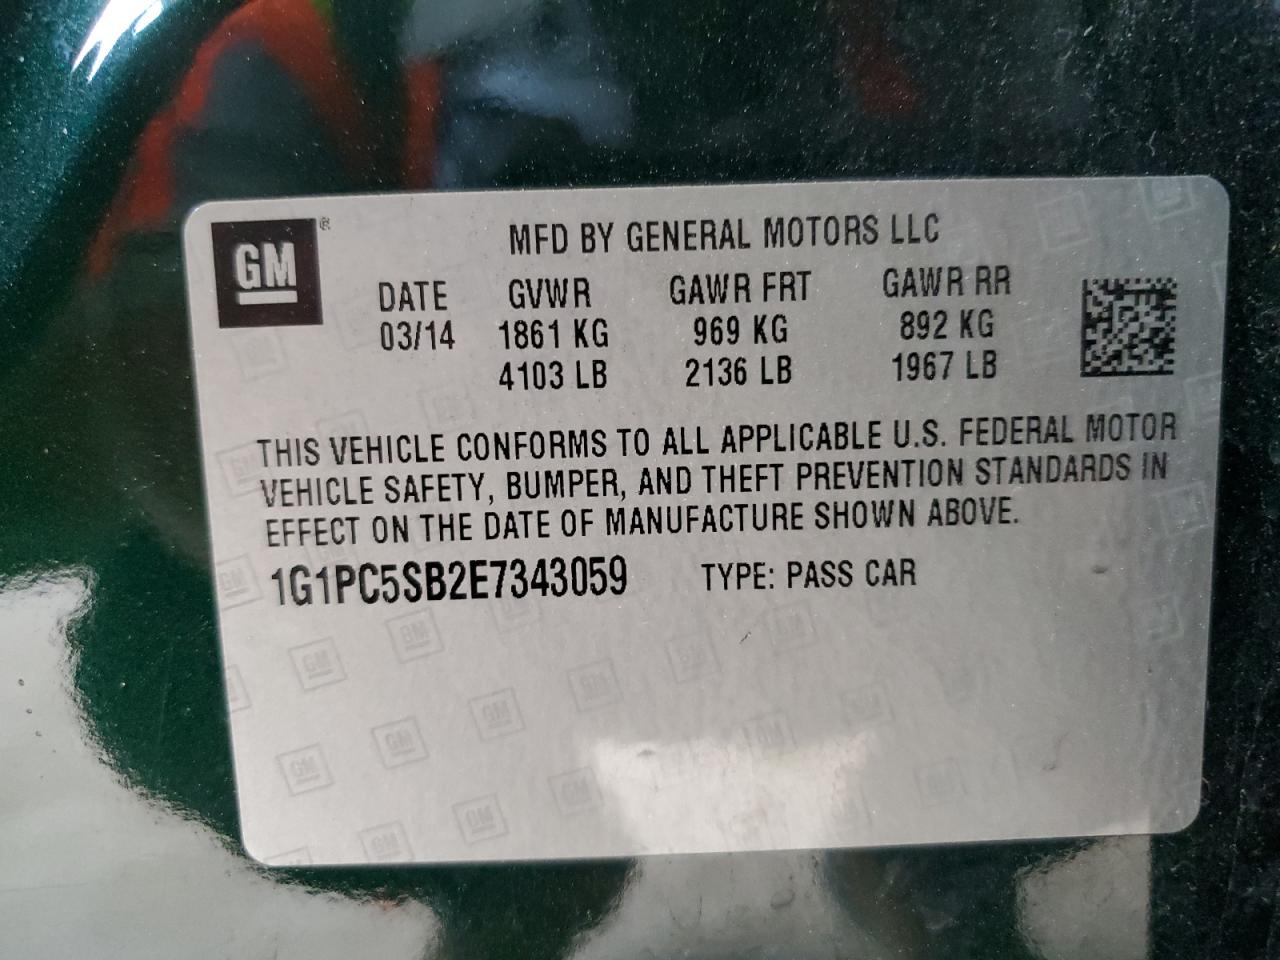 GM®
MFD BY GENERAL MOTORS LLC
DATE GVWR GAWR FRT GAWR RR
03/14 1861 KG 969 KG 892 KG
4103 LB 2136 LB 1967 LB
THIS VEHICLE CONFORMS TO ALL APPLICABLE U.S. FEDERAL MOTOR
VEHICLE SAFETY, BUMPER, AND THEFT PREVENTION STANDARDS IN
EFFECT ON THE DATE OF MANUFACTURE SHOWN ABOVE.
1G1PC5SB2E7343059 TYPE: PASS CAR